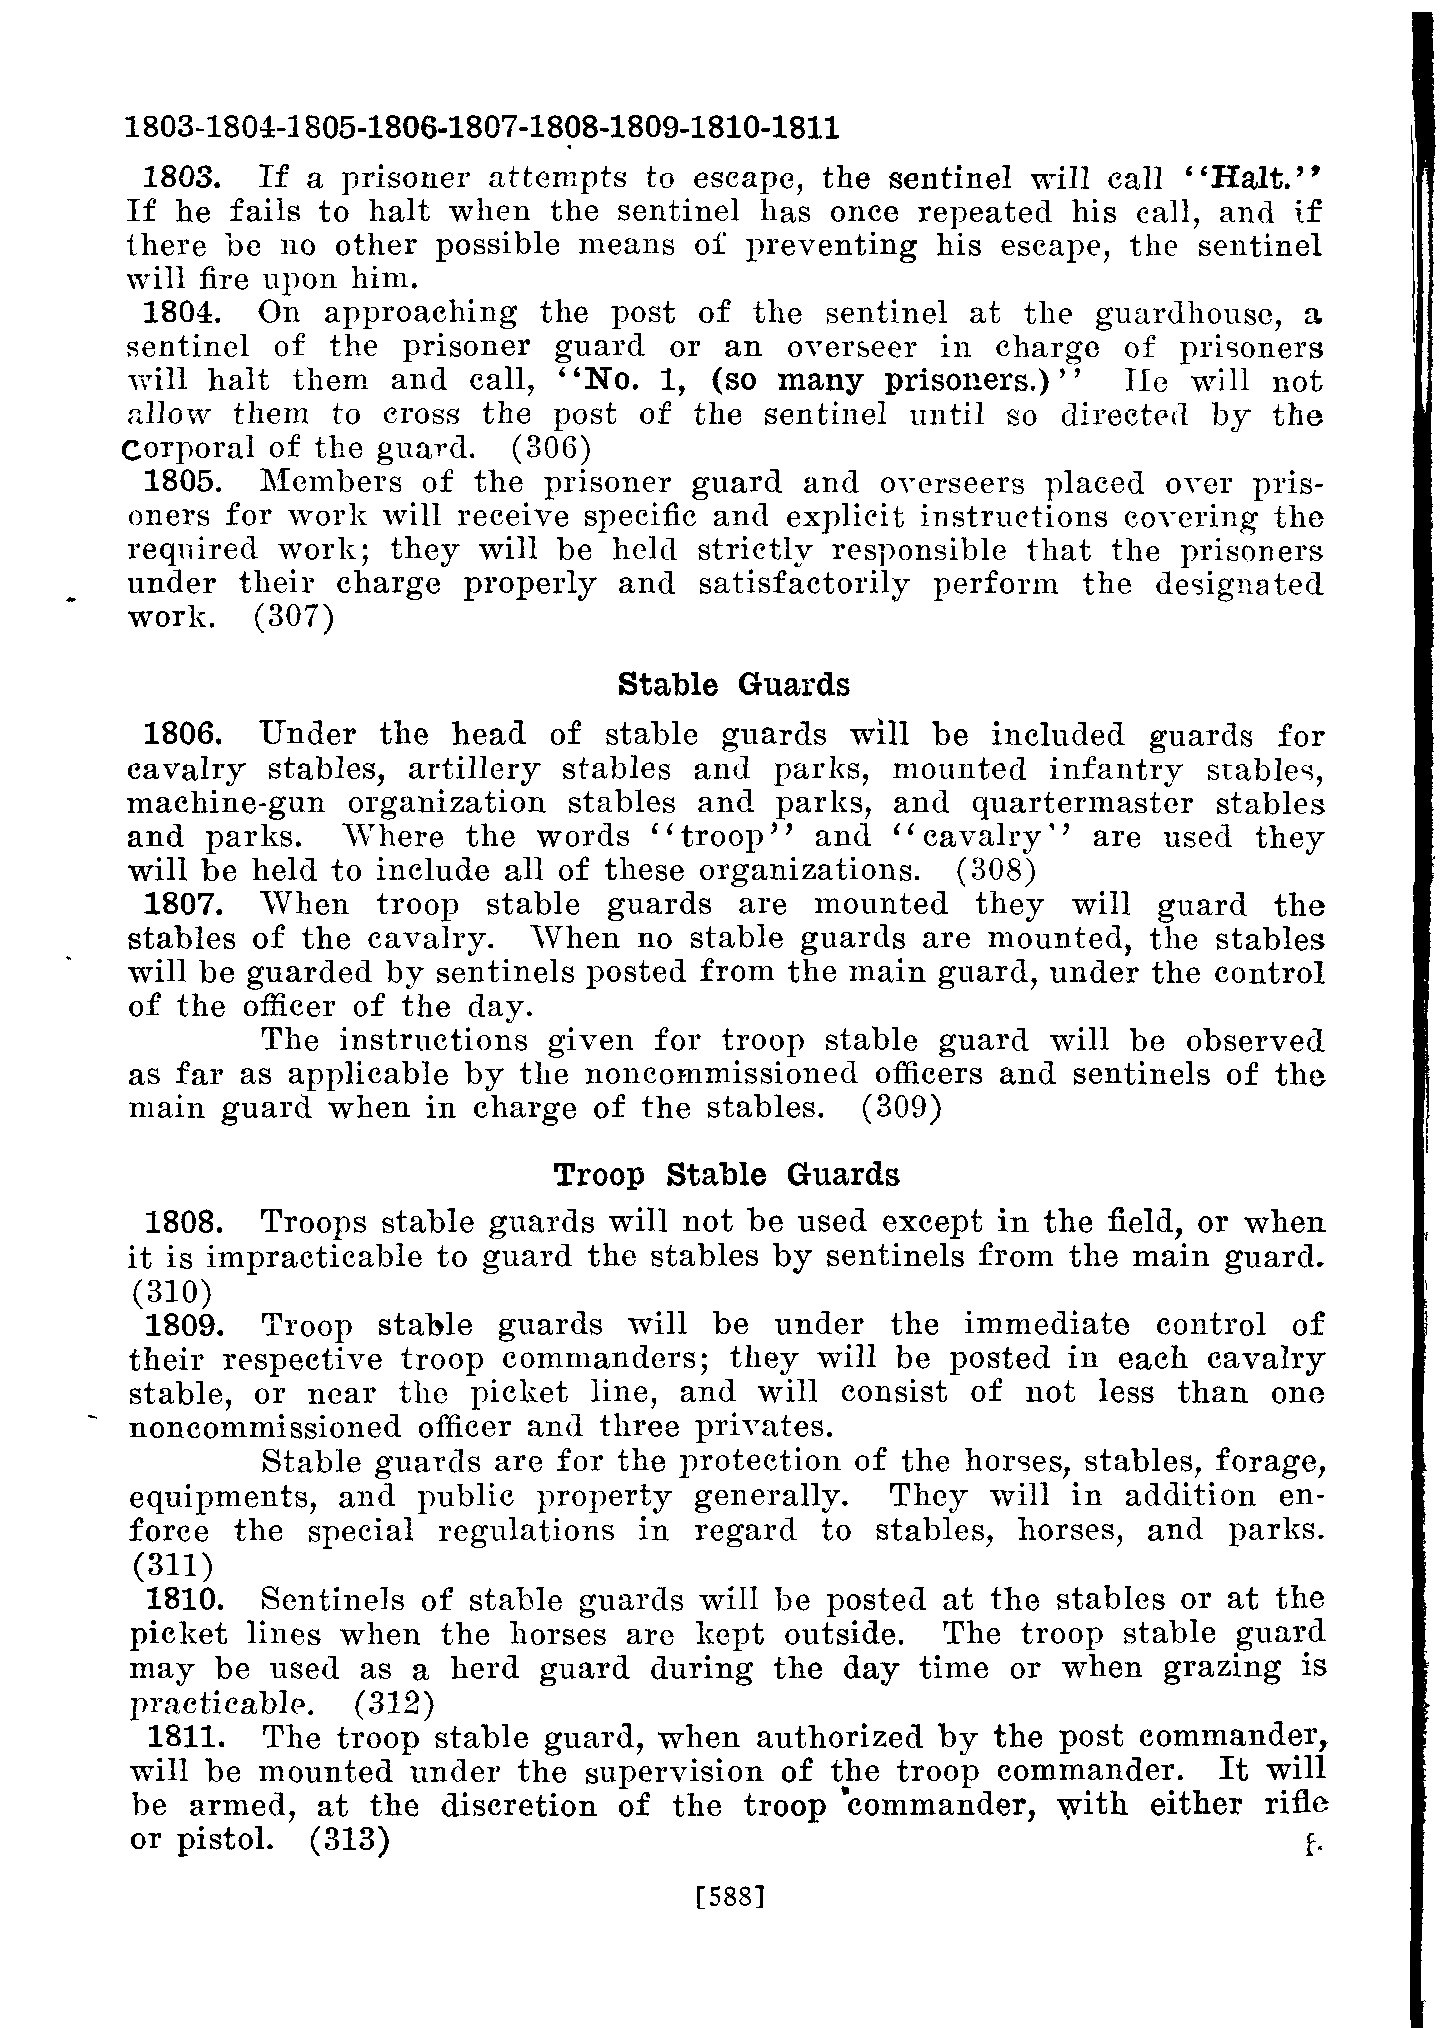 1803-1804-1805-1806-1807-1808-1809-1810-1811
1803. If a prisoner attempts to escape, the sentinel will call "Halt."
If he fails to halt when the sentinel has once repeated his call, and if
there be no other possible means of preventing his escape, the sentinel
will fire upon him.
1804. On approaching the post of the sentinel at the guardhouse, a
sentinel of the prisoner guard or an overseer in charge of prisoners
will halt them and call, "No. 1, (so many prisoners.)" He will not
allow them to cross the post of the sentinel until so directed by the
Corporal of the guard. (306)
1805. Members of the prisoner guard and overseers placed over pris-
oners for work will receive specific and explicit instructions covering the
required work; they will be held strictly responsible that the prisoners
under their charge properly and satisfactorily perform the designated
work. (307)
Stable Guards
1806. Under the head of stable guards will be included guards for
cavalry stables, artillery stables and parks, mounted infantry stables,
machine-gun organization stables and parks, and quartermaster stables
and parks. Where the words "troop" and "cavalry" are used they
will be held to include all of these organizations. (308)
1807. When troop stable guards are mounted they will guard the
stables of the cavalry. When no stable guards are mounted, the stables
will be guarded by sentinels posted from the main guard, under the control
of the officer of the day.
The instructions given for troop stable guard will be observed
as far as applicable by the noncommissioned officers and sentinels of the
main guard when in charge of the stables. (309)
Troop Stable Guards
1808. Troops stable guards will not be used except in the field, or when
it is impracticable to guard the stables by sentinels from the main guard.
(310)
1809. Troop stable guards will be under the immediate control of
their respective troop commanders; they will be posted in each cavalry
stable, or near the picket line, and will consist of not less than one
noncommissioned officer and three privates.
Stable guards are for the protection of the horses, stables, forage,
equipments, and public property generally. They will in addition en-
force the special regulations in regard to stables, horses, and parks.
(311)
1810. Sentinels of stable guards will be posted at the stables or at the
picket lines when the horses are kept outside. The troop stable guard
may be used as a herd guard during the day time or when grazing is
practicable. (312)
1811. The troop stable guard, when authorized by the post commander,
will be mounted under the supervision of the troop commander. It will
be armed, at the discretion of the troop commander, with either rifle
or pistol. (313)
[588]